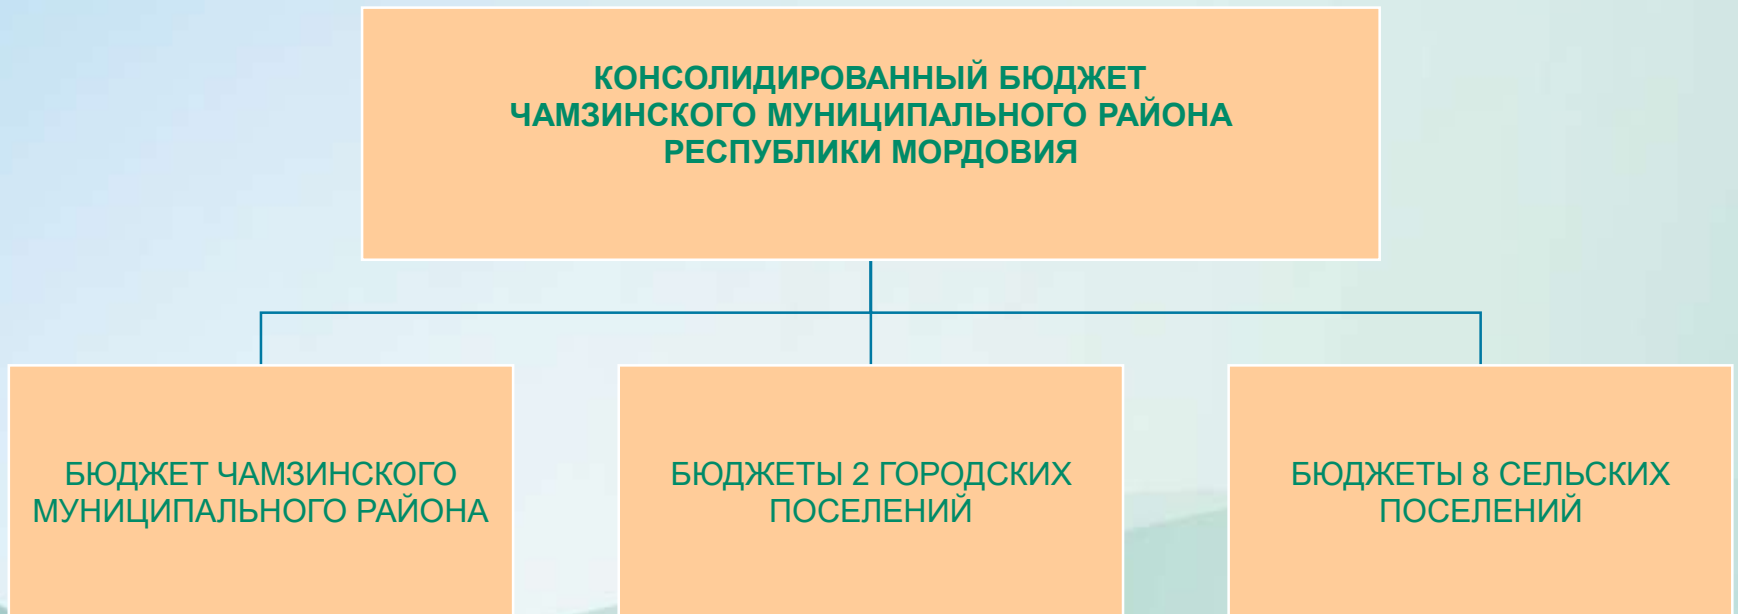 КОНСОЛИДИРОВАННЫЙ БЮДЖЕТ
ЧАМЗИНСКОГО МУНИЦИПАЛЬНОГО РАЙОНА
РЕСПУБЛИКИ МОРДОВИЯ
БЮДЖЕТ ЧАМЗИНСКОГО
МУНИЦИПАЛЬНОГО РАЙОНА
БЮДЖЕТЫ 2 ГОРОДСКИХ
ПОСЕЛЕНИЙ
БЮДЖЕТЫ 8 СЕЛЬСКИХ
ПОСЕЛЕНИЙ